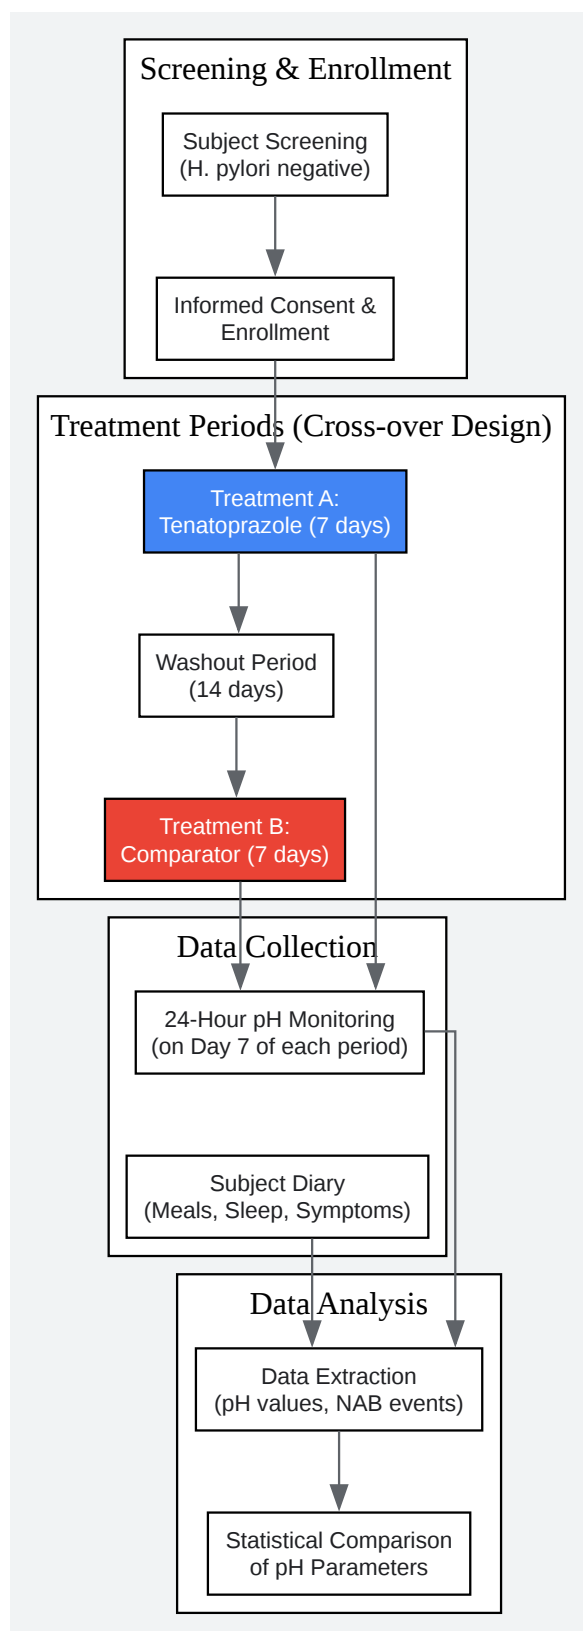 Screening & Enrollment
Subject Screening
(H. pylori negative)
Informed Consent &
Enrollment
Treatment Periods (Cross-over Design)
Treatment A:
Tenatoprazole (7 days)
Washout Period
(14 days)
Treatment B:
Comparator (7 days)
Data Collection
24-Hour pH Monitoring
(on Day 7 of each period)
Subject Diary
(Meals, Sleep, Symptoms)
Data Analysis
Data Extraction
(pH values, NAB events)
Statistical Comparison
of pH Parameters